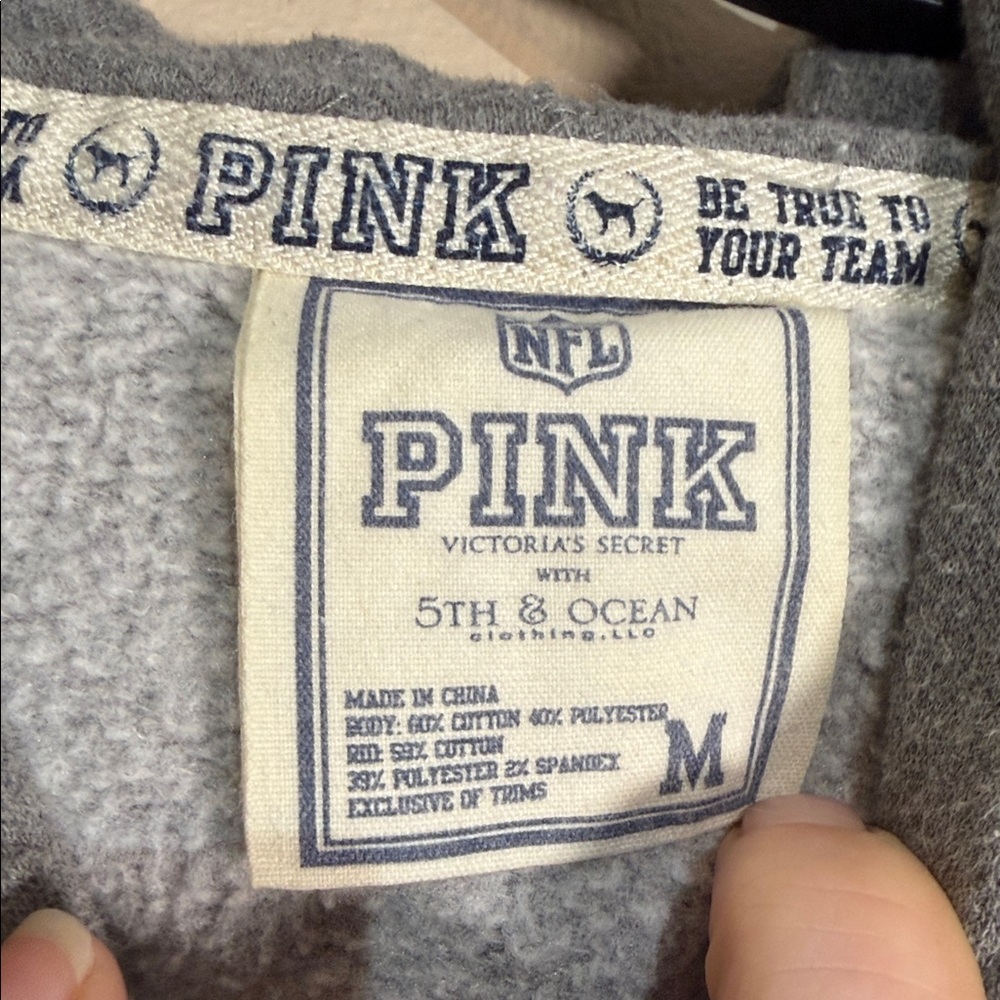 TO
PINK
BE TRUE TO
YOUR TEAM
NFL
PINK
VICTORIA'S SECRET
WITH
5TH & OCEAN
clothing, LLC
MADE IN CHINA
BODY: 60% COTTON 40% POLYESTER
RIB: 59% COTTON
39% POLYESTER 2% SPANDEX
EXCLUSIVE OF TRIMS
M